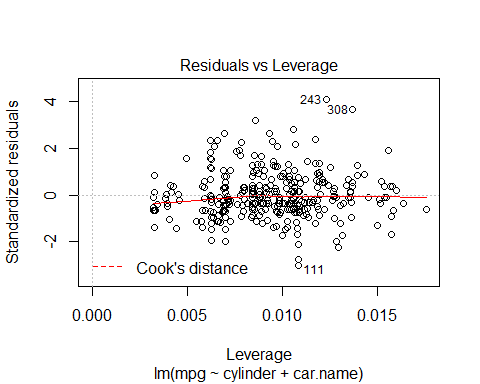 Residuals vs Leverage
Standardized residuals
4
2
0
-2
243
308
111
Cook's distance
0.000
0.005
0.010
0.015
Leverage
lm(mpg ~ cylinder + car.name)